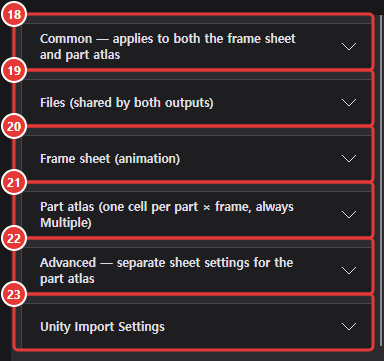 18
Common — applies to both the frame sheet
and part atlas
19
Files (shared by both outputs)
20
Frame sheet (animation)
21
Part atlas (one cell per part × frame, always
Multiple)
22
Advanced — separate sheet settings for the
part atlas
23
Unity Import Settings